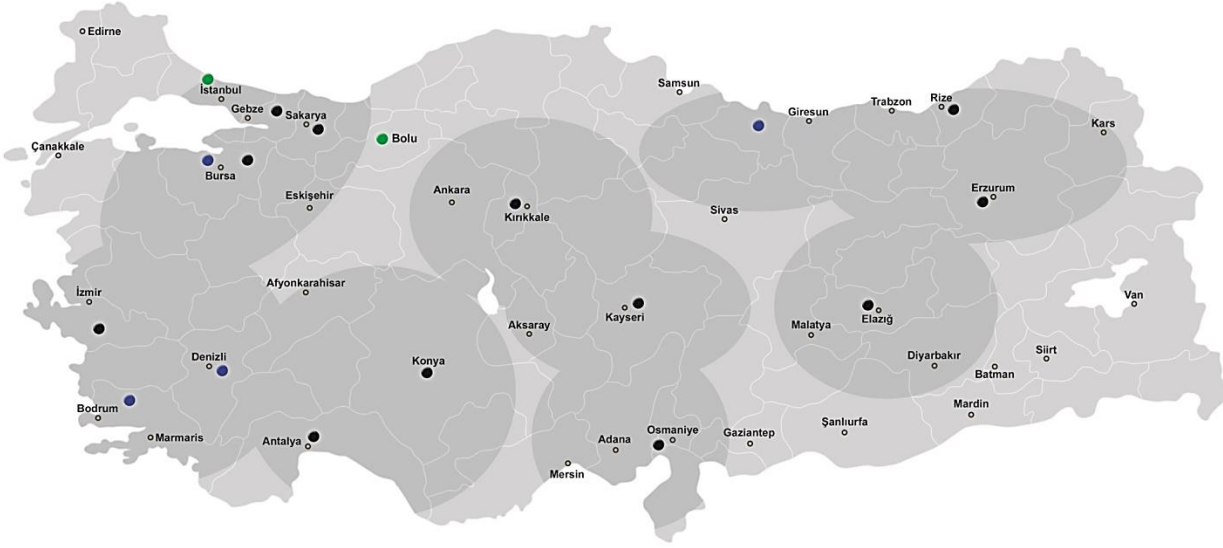 Edirne
Samsun
İstanbul
Gebze
Sakarya
Giresun
Trabzon
Rize
Kars
Çanakkale
Bolu
Bursa
Eskişehir
Ankara
Kırıkkale
Sivas
Erzurum
İzmir
Afyonkarahisar
Aksaray
Kayseri
Malatya
Elazığ
Van
Denizli
Konya
Diyarbakır
Batman
Siirt
Bodrum
Marmaris
Antalya
Mersin
Adana
Osmaniye
Gaziantep
Şanlıurfa
Mardin